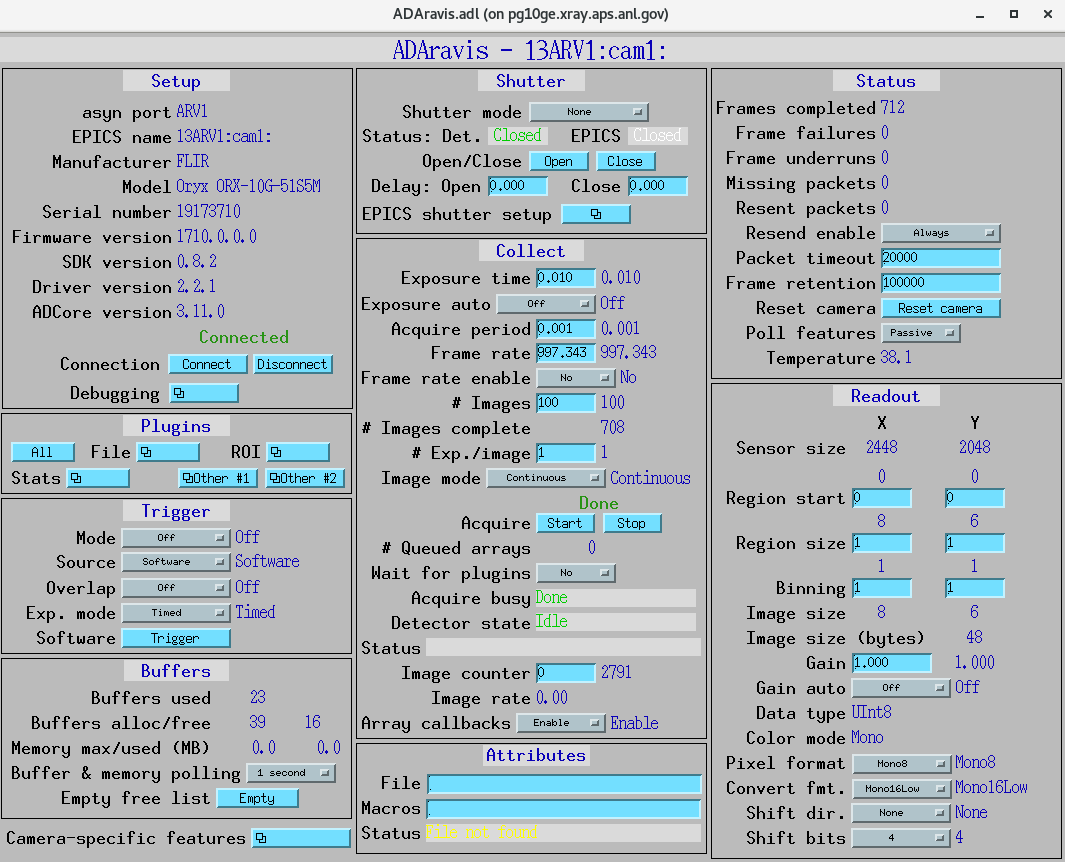 ADAravis.adl (on pg10ge.xray.aps.anl.gov)
ADAravis - 13ARV1:cam1:
Setup
asyn port ARV1
EPICS name 13ARV1:cam1:
Manufacturer FLIR
Model Oryx ORX-10G-51S5M
Serial number 19173710
Firmware version 1710.0.0.0
SDK version 0.8.2
Driver version 2.2.1
ADCore version 3.11.0
Connected
Connection Connect Disconnect
Debugging
Plugins
All File ROI
Stats Other #1 Other #2
Trigger
Mode Off Off
Source Software Software
Overlap Off Off
Exp. mode Timed Timed
Software Trigger
Buffers
Buffers used 23
Buffers alloc/free 39 16
Memory max/used (MB) 0.0 0.0
Buffer & memory polling 1 second
Empty free list Empty
Camera-specific features
Shutter
Shutter mode None
Status: Det. Closed EPICS Closed
Open/Close Open Close
Delay: Open 0.000 Close 0.000
EPICS shutter setup
Collect
Exposure time 0.010 0.010
Exposure auto Off Off
Acquire period 0.001 0.001
Frame rate 997.343 997.343
Frame rate enable No No
# Images 100 100
# Images complete 708
# Exp./image 1 1
Image mode Continuous Continuous
Done
Acquire Start Stop
# Queued arrays 0
Wait for plugins No
Acquire busy Done
Detector state Idle
Status
Image counter 0 2791
Image rate 0.00
Array callbacks Enable Enable
Attributes
File
Macros
Status File not found
Status
Frames completed 712
Frame failures 0
Frame underruns 0
Missing packets 0
Resent packets 0
Resend enable Always
Packet timeout 20000
Frame retention 100000
Reset camera Reset camera
Poll features Passive
Temperature 38.1
Readout
X Y
Sensor size 2448 2048
0 0
Region start 0 0
8 6
Region size 1 1
1 1
Binning 1 1
Image size 8 6
Image size (bytes) 48
Gain 1.000 1.000
Gain auto Off Off
Data type UInt8
Color mode Mono
Pixel format Mono8 Mono8
Convert fmt. Mono16Low Mono16Low
Shift dir. None None
Shift bits 4 4